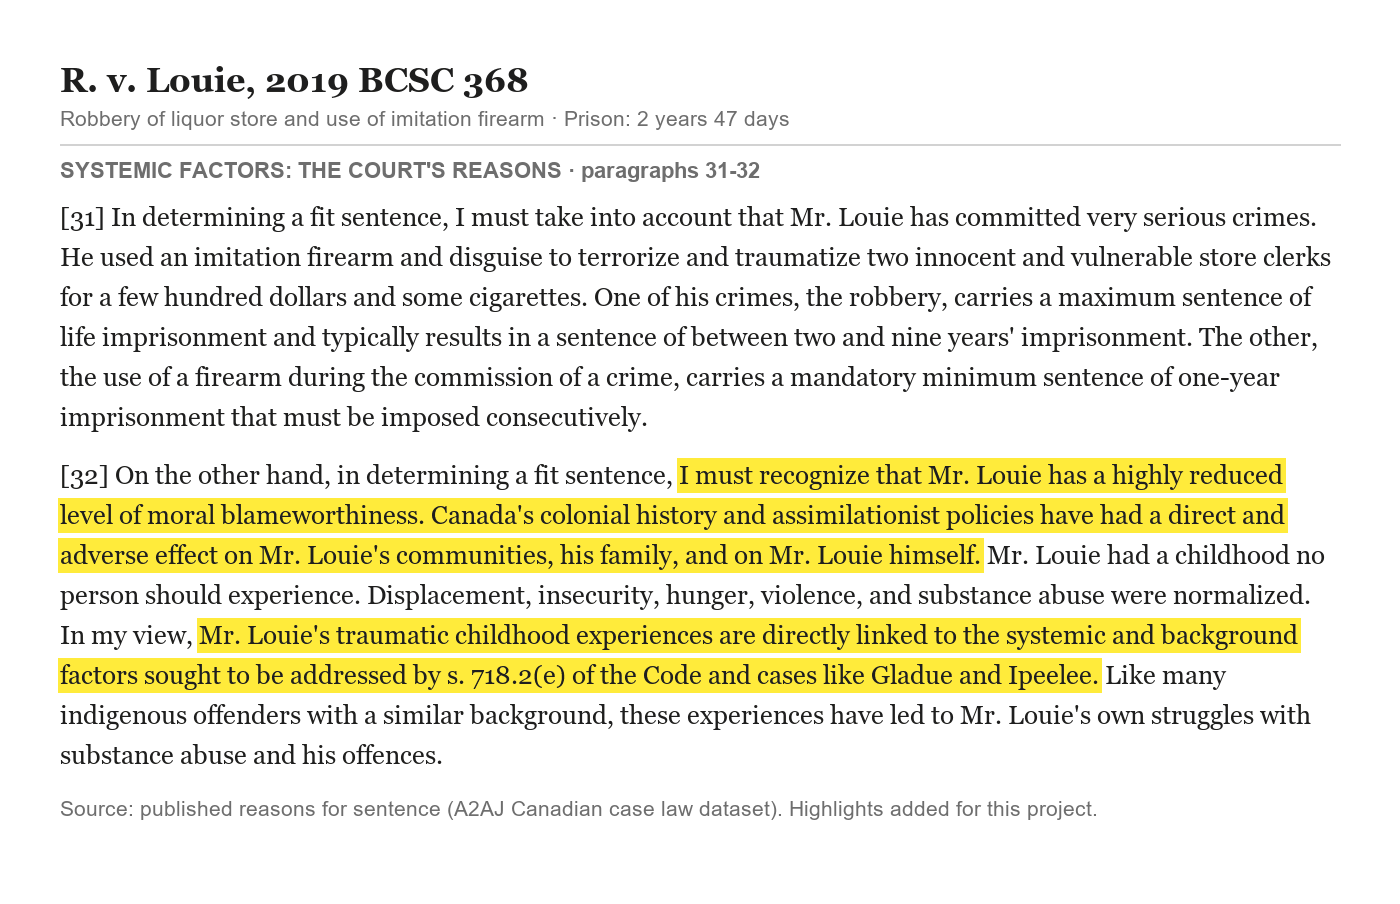 R. v. Louie, 2019 BCSC 368
Robbery of liquor store and use of imitation firearm · Prison: 2 years 47 days
SYSTEMIC FACTORS: THE COURT'S REASONS · paragraphs 31-32
[31] In determining a fit sentence, I must take into account that Mr. Louie has committed very serious crimes.
He used an imitation firearm and disguise to terrorize and traumatize two innocent and vulnerable store clerks
for a few hundred dollars and some cigarettes. One of his crimes, the robbery, carries a maximum sentence of
life imprisonment and typically results in a sentence of between two and nine years' imprisonment. The other,
the use of a firearm during the commission of a crime, carries a mandatory minimum sentence of one-year
imprisonment that must be imposed consecutively.
[32] On the other hand, in determining a fit sentence, I must recognize that Mr. Louie has a highly reduced
level of moral blameworthiness. Canada's colonial history and assimilationist policies have had a direct and
adverse effect on Mr. Louie's communities, his family, and on Mr. Louie himself. Mr. Louie had a childhood no
person should experience. Displacement, insecurity, hunger, violence, and substance abuse were normalized.
In my view, Mr. Louie's traumatic childhood experiences are directly linked to the systemic and background
factors sought to be addressed by s. 718.2(e) of the Code and cases like Gladue and Ipeelee. Like many
indigenous offenders with a similar background, these experiences have led to Mr. Louie's own struggles with
substance abuse and his offences.
Source: published reasons for sentence (A2AJ Canadian case law dataset). Highlights added for this project.